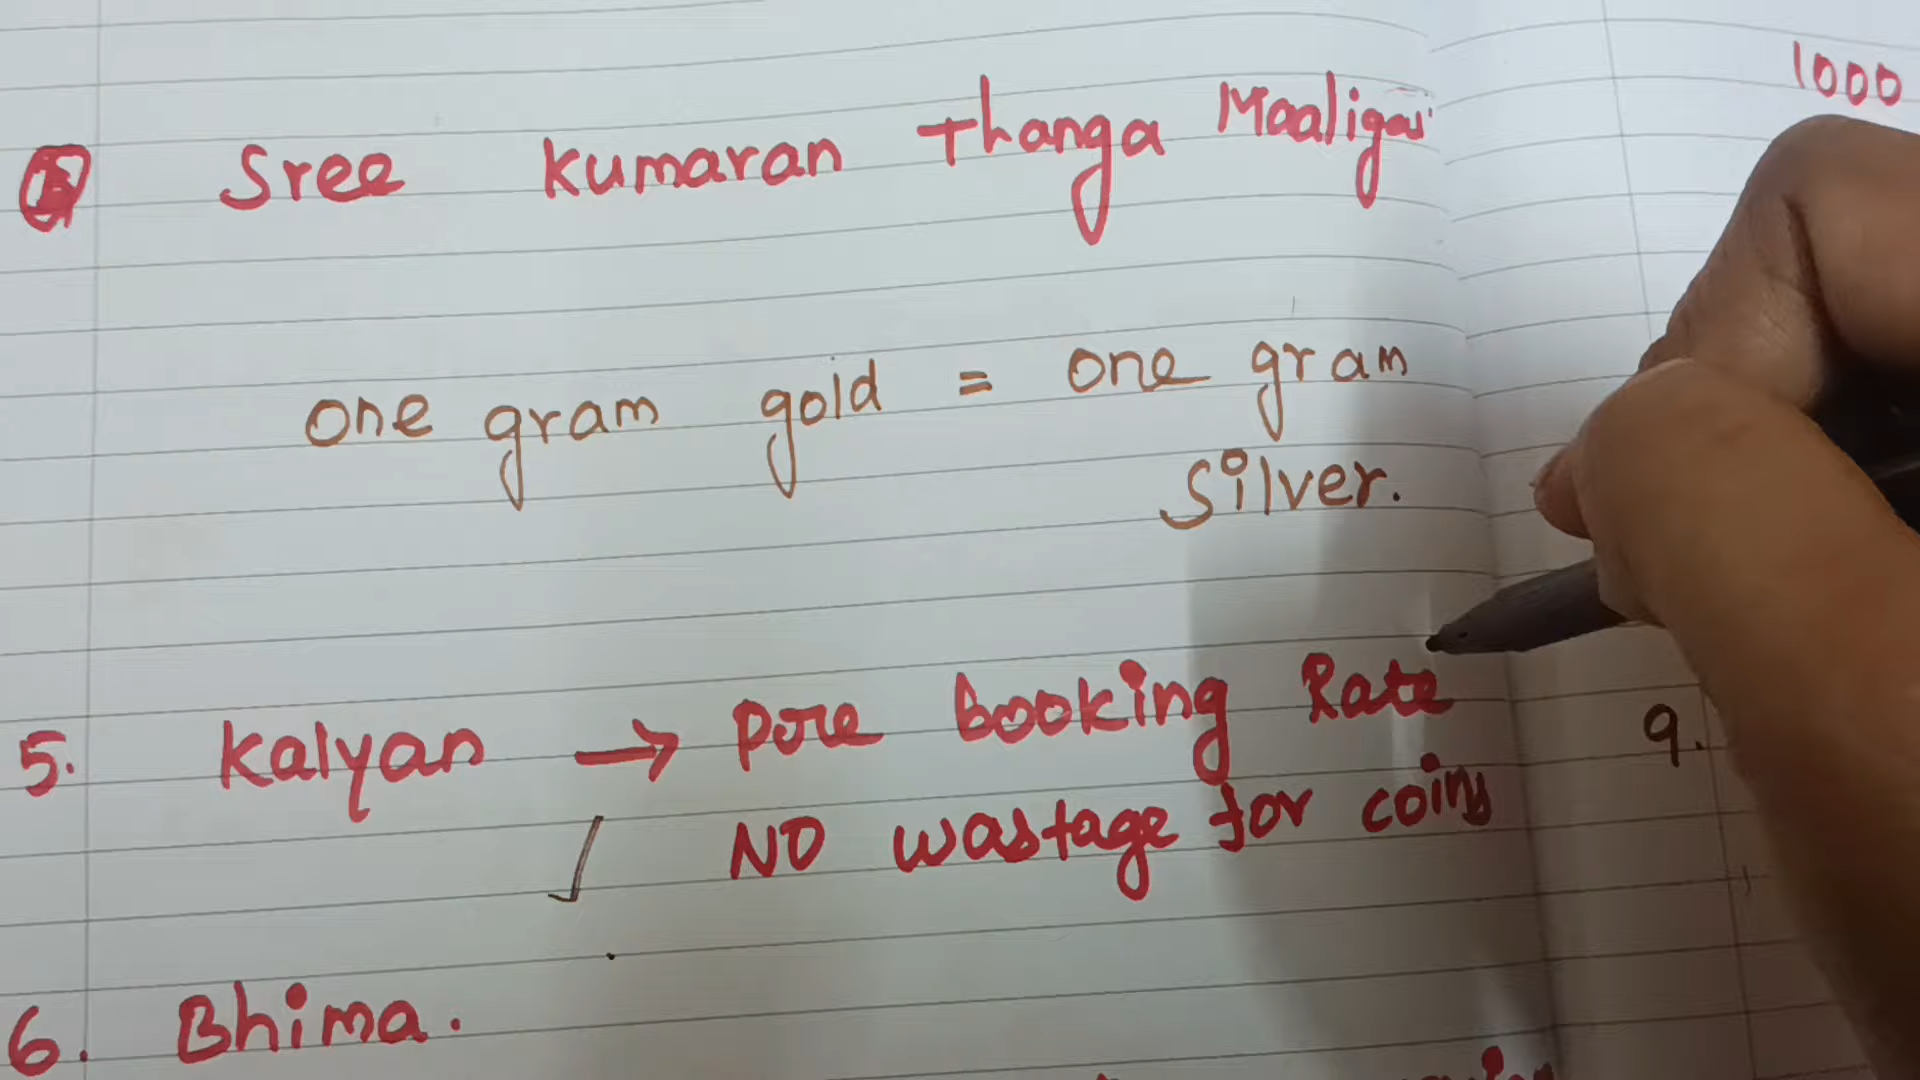 Sree Kumaran Thanga Maaligai
1000
one gram gold = one gram
silver.
5. Kalyan → pore booking Rate
NO wastage for coins
9.
6. Bhima.